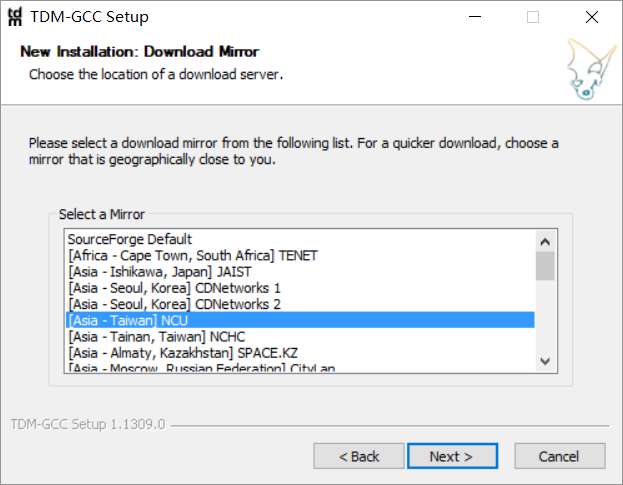 tdm TDM-GCC Setup
New Installation: Download Mirror
Choose the location of a download server.
Please select a download mirror from the following list. For a quicker download, choose a
mirror that is geographically close to you.
Select a Mirror
SourceForge Default
[Africa - Cape Town, South Africa] TENET
[Asia - Ishikawa, Japan] JAIST
[Asia - Seoul, Korea] CDNetworks 1
[Asia - Seoul, Korea] CDNetworks 2
[Asia - Taiwan] NCU
[Asia - Tainan, Taiwan] NCHC
[Asia - Almaty, Kazakhstan] SPACE.KZ
[Asia - Moscow, Russian Federation] CityLan
TDM-GCC Setup 1.1309.0
< Back
Next >
Cancel